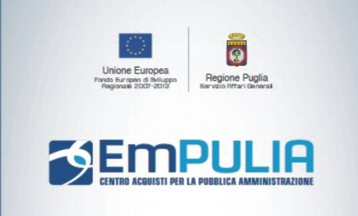 Unione Europea
Fondo Europeo di Sviluppo
Regionale 2007-2013
Regione Puglia
Servizio Affari Generali
EmPULIA
CENTRO ACQUISTI PER LA PUBBLICA AMMINISTRAZIONE